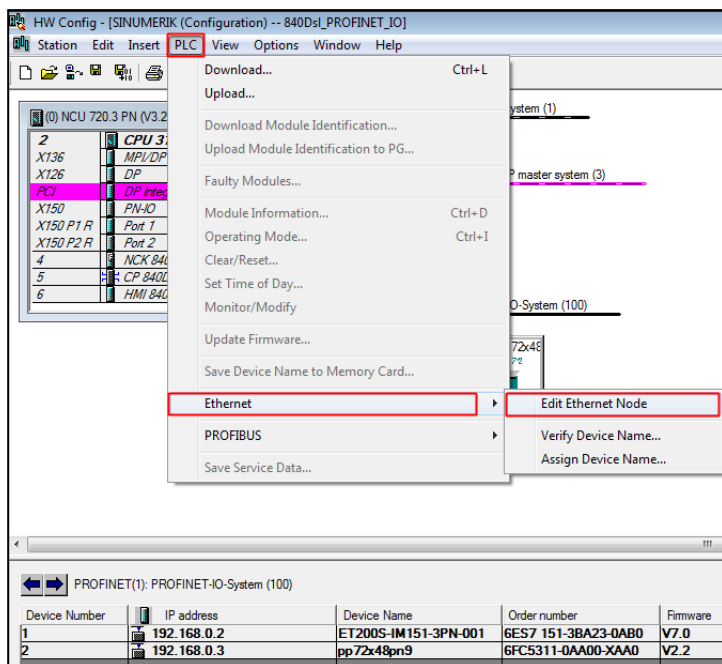 HW Config - [SINUMERIK (Configuration) -- 840Dsl_PROFINET_IO]
Station Edit Insert PLC View Options Window Help
Download... Ctrl+L
Upload...
Download Module Identification...
Upload Module Identification to PG...
Faulty Modules...
Module Information... Ctrl+D
Operating Mode... Ctrl+I
Clear/Reset...
Set Time of Day...
Monitor/Modify
Update Firmware...
Save Device Name to Memory Card...
Ethernet
PROFIBUS
Save Service Data...
Edit Ethernet Node
Verify Device Name...
Assign Device Name...
(0) NCU 720.3 PN (V3.2
2 CPU 31
X136 MPI/DP
X126 DP
PCI DP Integ
X150 PN-IO
X150 P1 R Port 1
X150 P2 R Port 2
4 NCK 840
5 CP 840D
6 HMI 840
ystem (1)
P master system (3)
O-System (100)
72x48
PROFINET(1): PROFINET-IO-System (100)
Device Number IP address Device Name Order number Firmware
1 192.168.0.2 ET200S-IM151-3PN-001 6ES7 151-3BA23-0AB0 V7.0
2 192.168.0.3 pp72x48pn9 6FC5311-0AA00-XAA0 V2.2